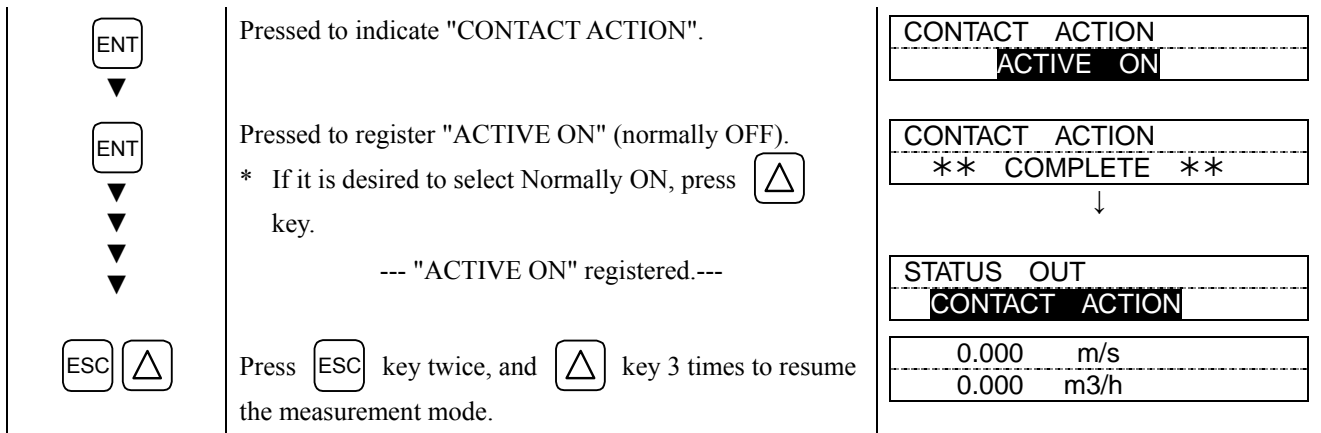 ENT
▼
Pressed to indicate "CONTACT ACTION".
CONTACT ACTION
ACTIVE ON
ENT
▼
▼
▼
▼
Pressed to register "ACTIVE ON" (normally OFF).
* If it is desired to select Normally ON, press △
key.
--- "ACTIVE ON" registered.---
CONTACT ACTION
** COMPLETE **
↓
STATUS OUT
CONTACT ACTION
ESC △
Press ESC key twice, and △ key 3 times to resume
the measurement mode.
0.000 m/s
0.000 m3/h